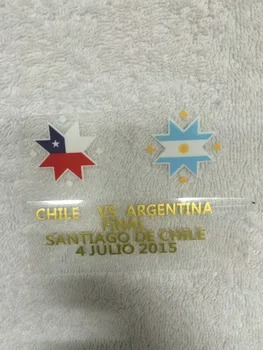 CHILE VS ARGENTINA
FINAL
SANTIAGO DE CHILE
4 JULIO 2015